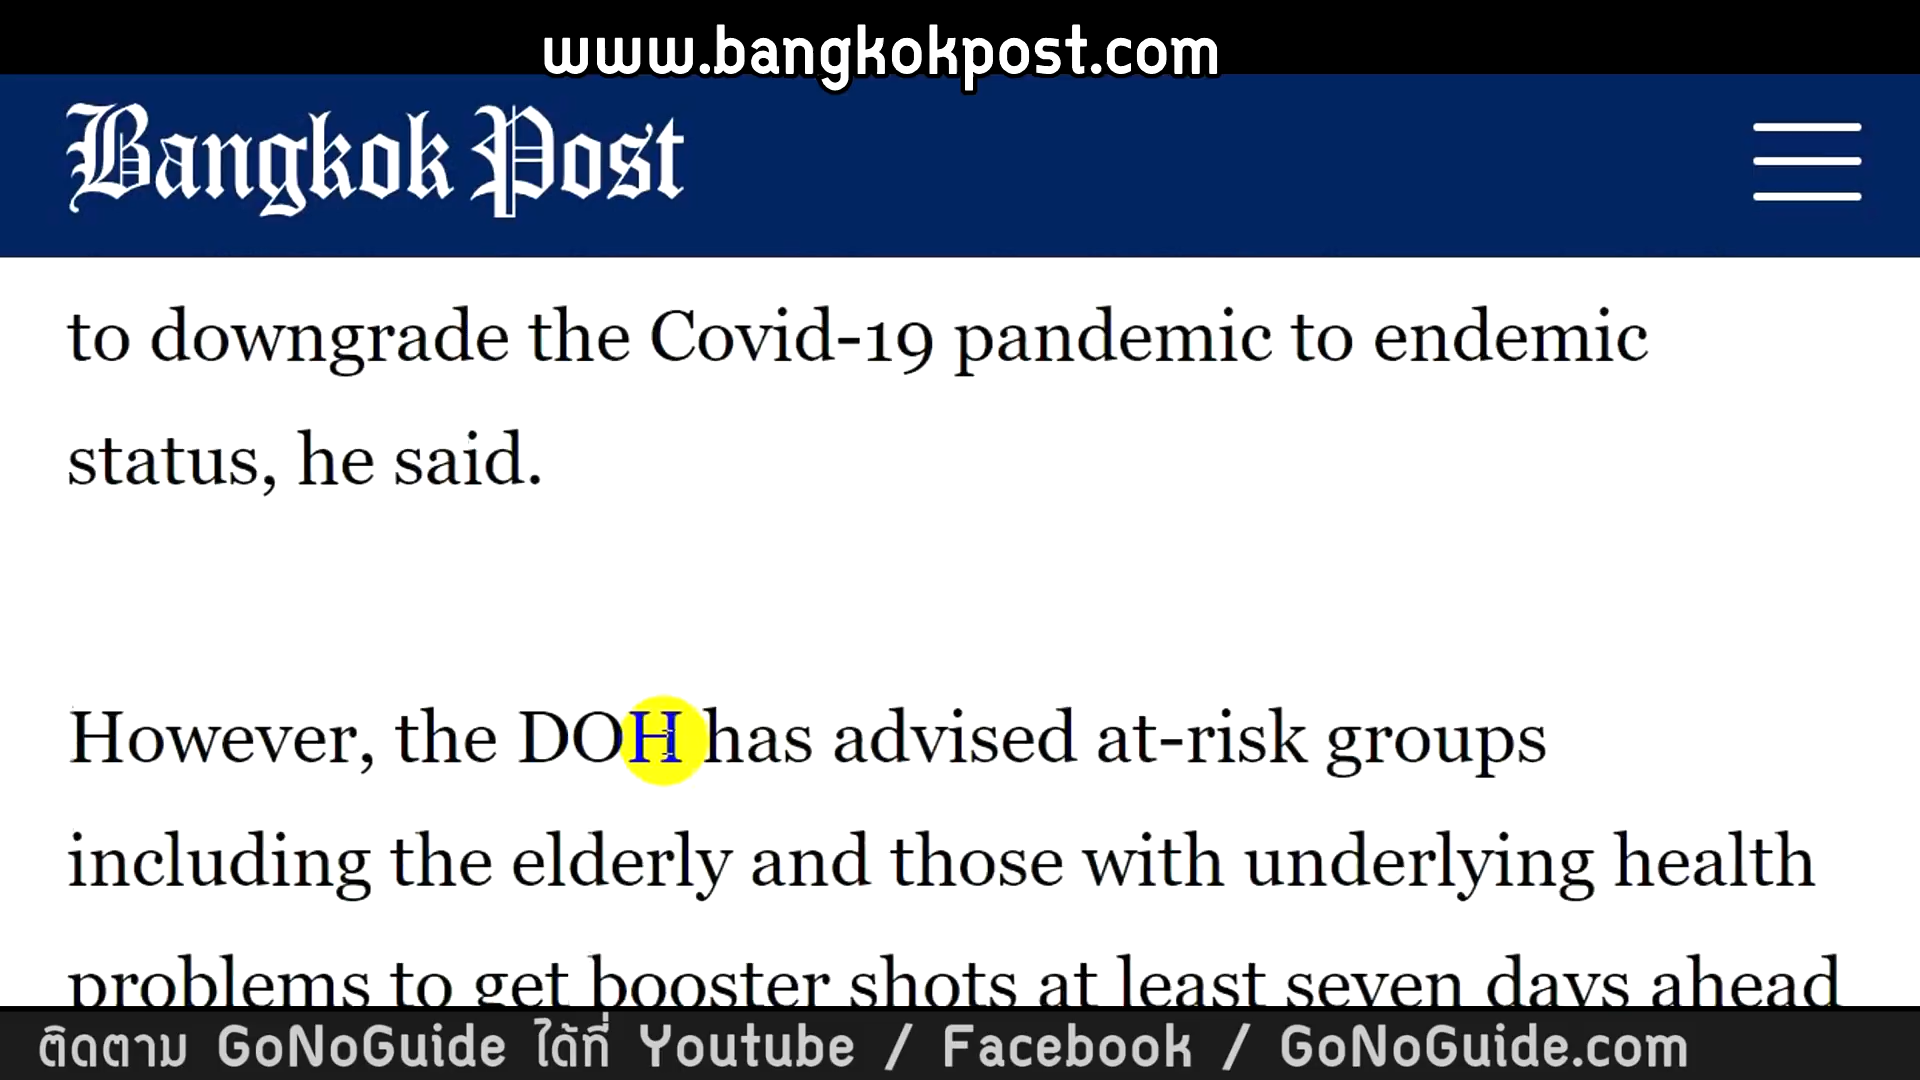 www.bangkokpost.com
Bangkok Post
to downgrade the Covid-19 pandemic to endemic
status, he said.
However, the DOH has advised at-risk groups
including the elderly and those with underlying health
problems to get booster shots at least seven days ahead
ติดตาม GoNoGuide ได้ที่ Youtube / Facebook / GoNoGuide.com